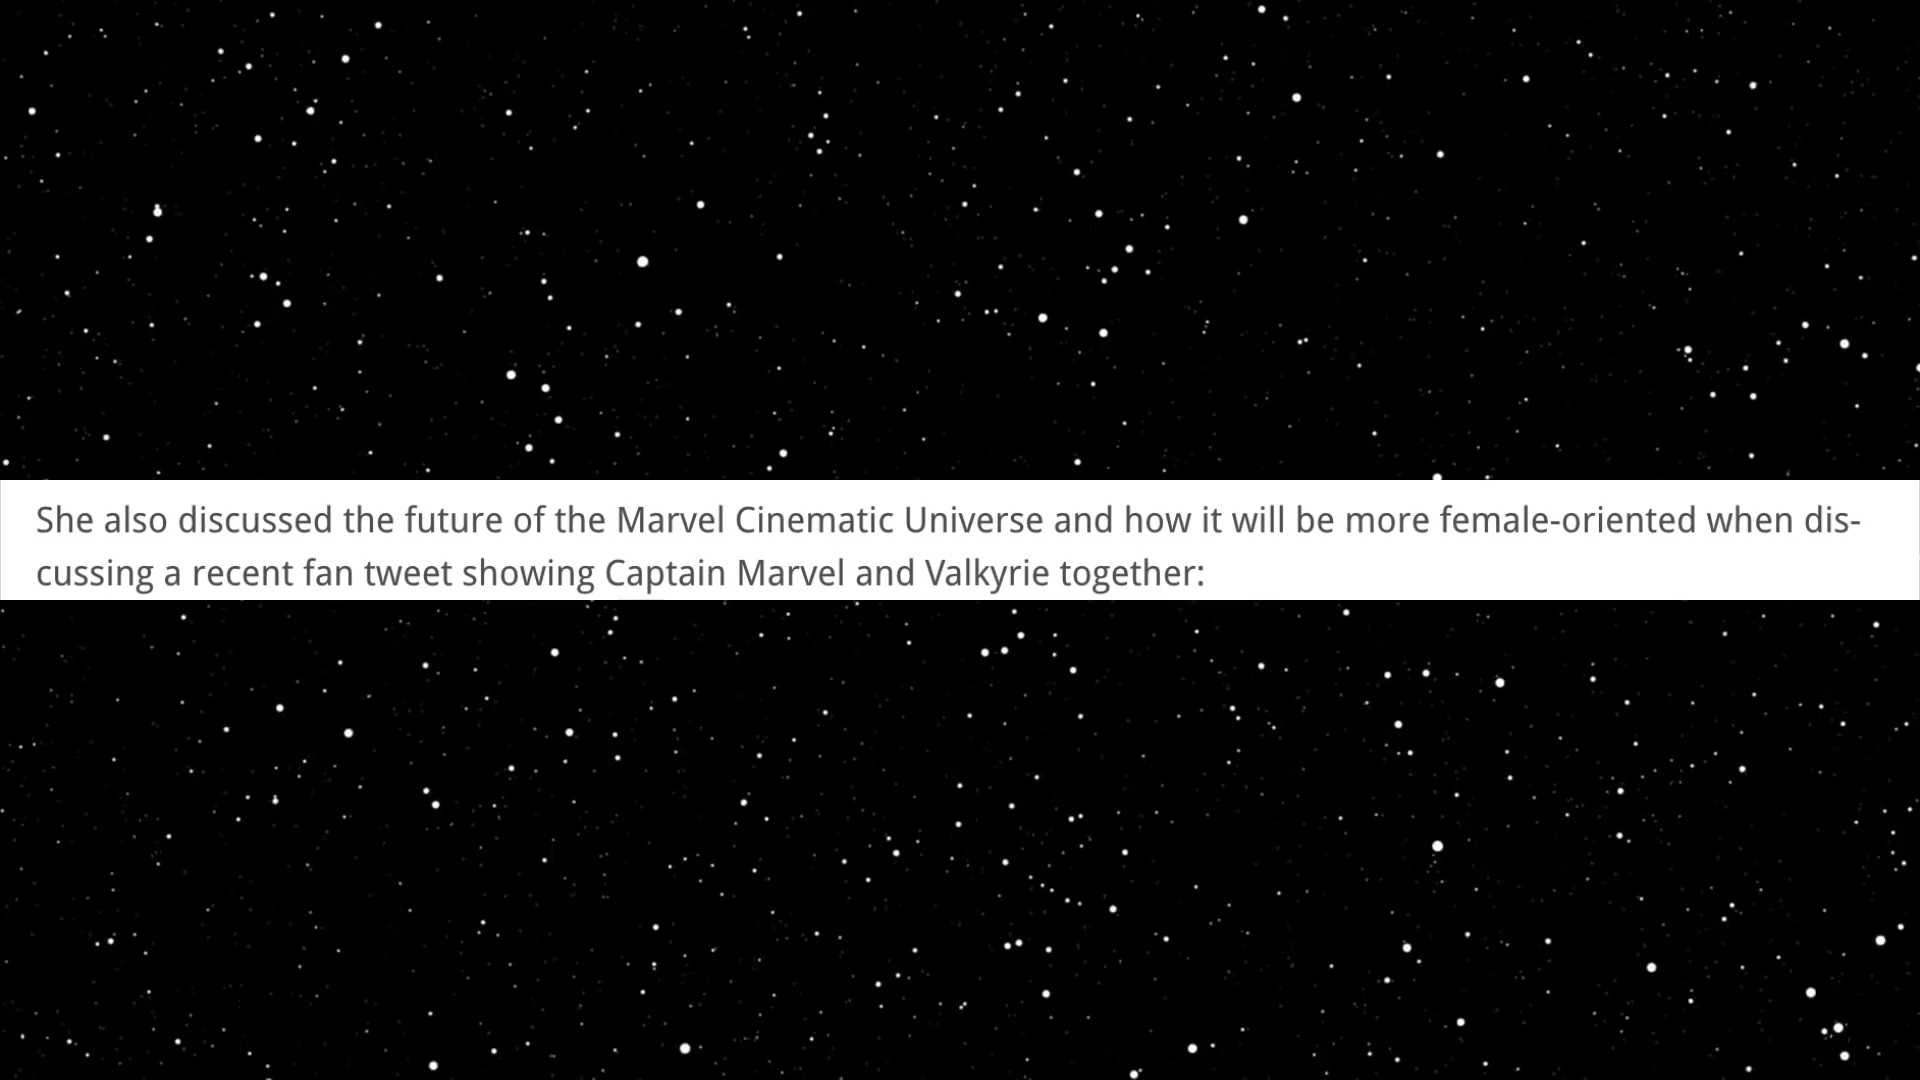 She also discussed the future of the Marvel Cinematic Universe and how it will be more female-oriented when dis-
cussing a recent fan tweet showing Captain Marvel and Valkyrie together: